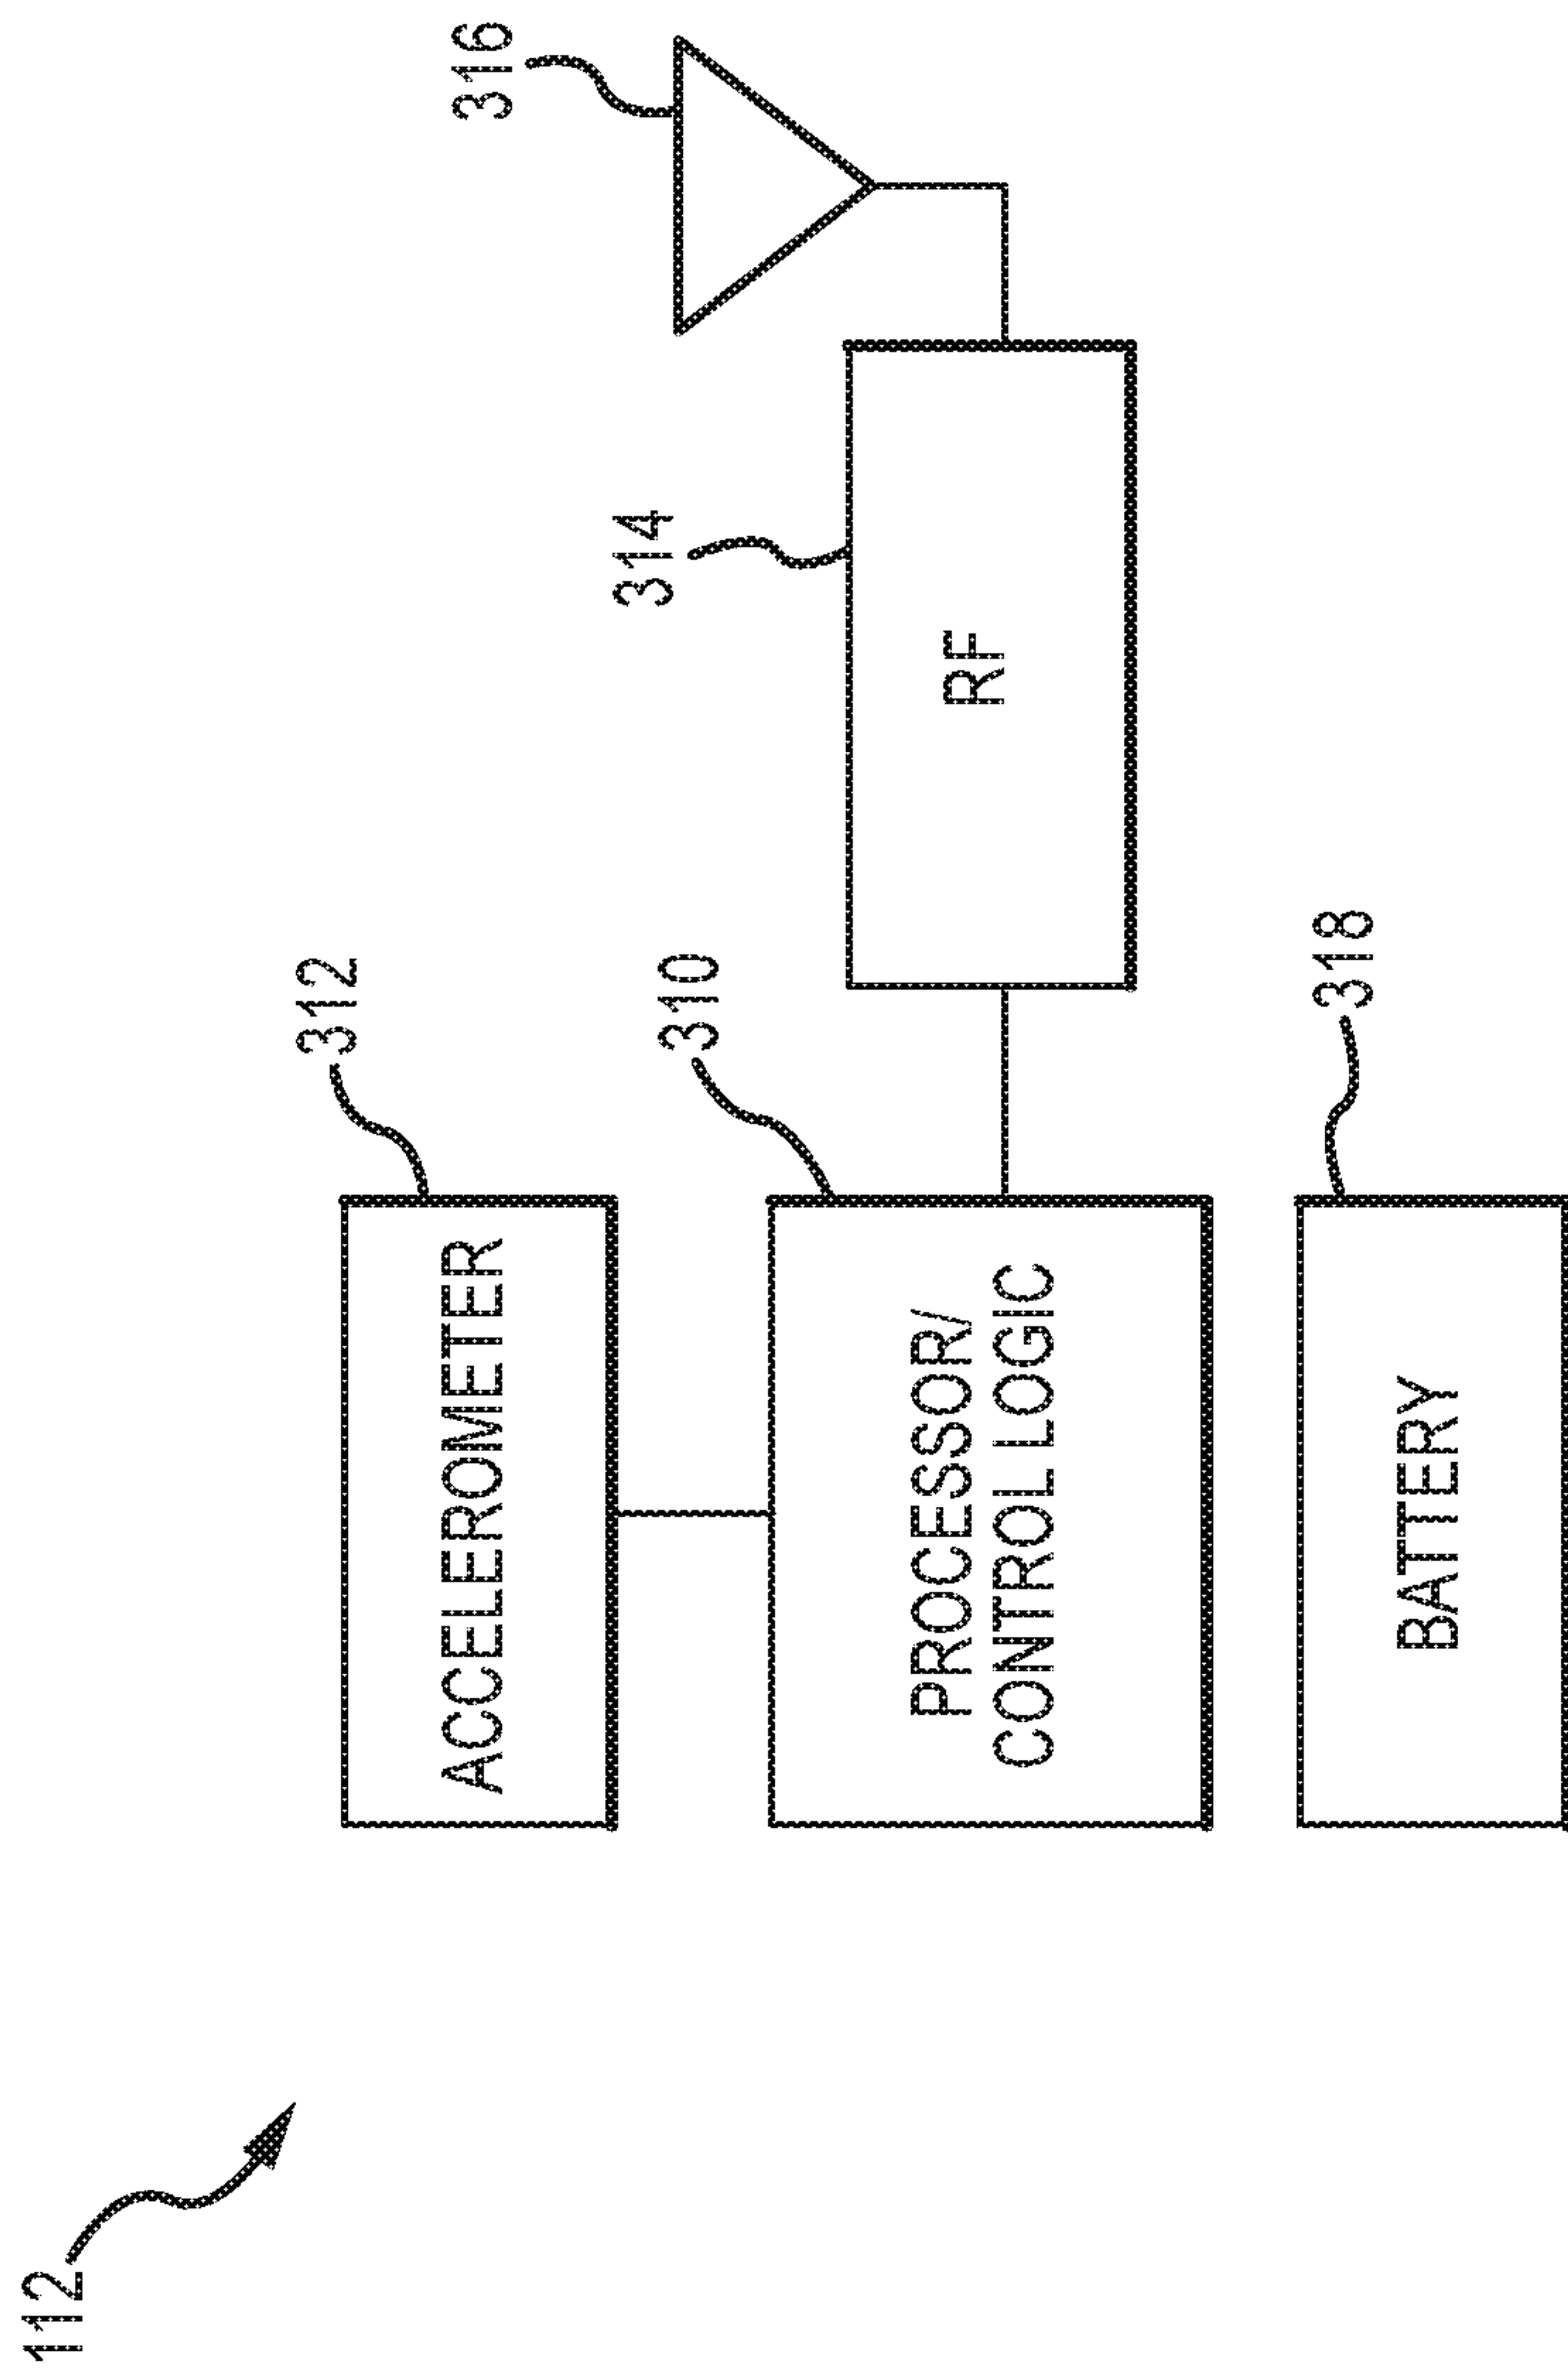 112
312
ACCELEROMETER
316
310
PROCESSOR/
CONTROL LOGIC
314
RF
318
BATTERY